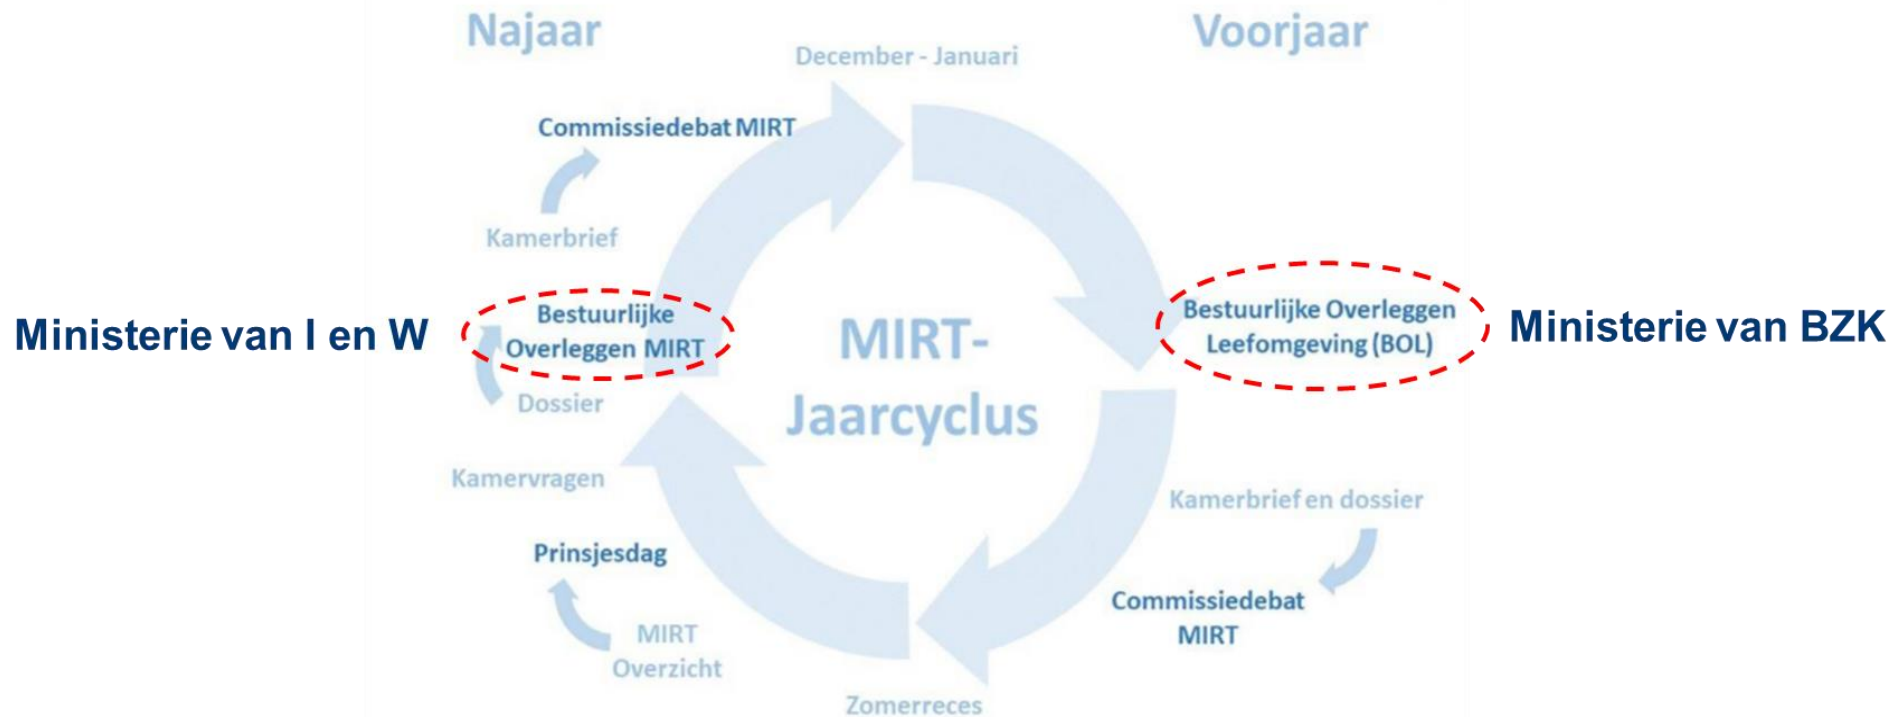 Najaar
Voorjaar
December - Januari
Commissiedebat MIRT
Kamerbrief
Ministerie van I en W
Bestuurlijke
Overleggen MIRT
Dossier
Kamervragen
Prinsjesdag
MIRT
Overzicht
MIRT-
Jaarcyclus
Bestuurlijke Overleggen
Leefomgeving (BOL)
Ministerie van BZK
Kamerbrief en dossier
Commissiedebat
MIRT
Zomerreces